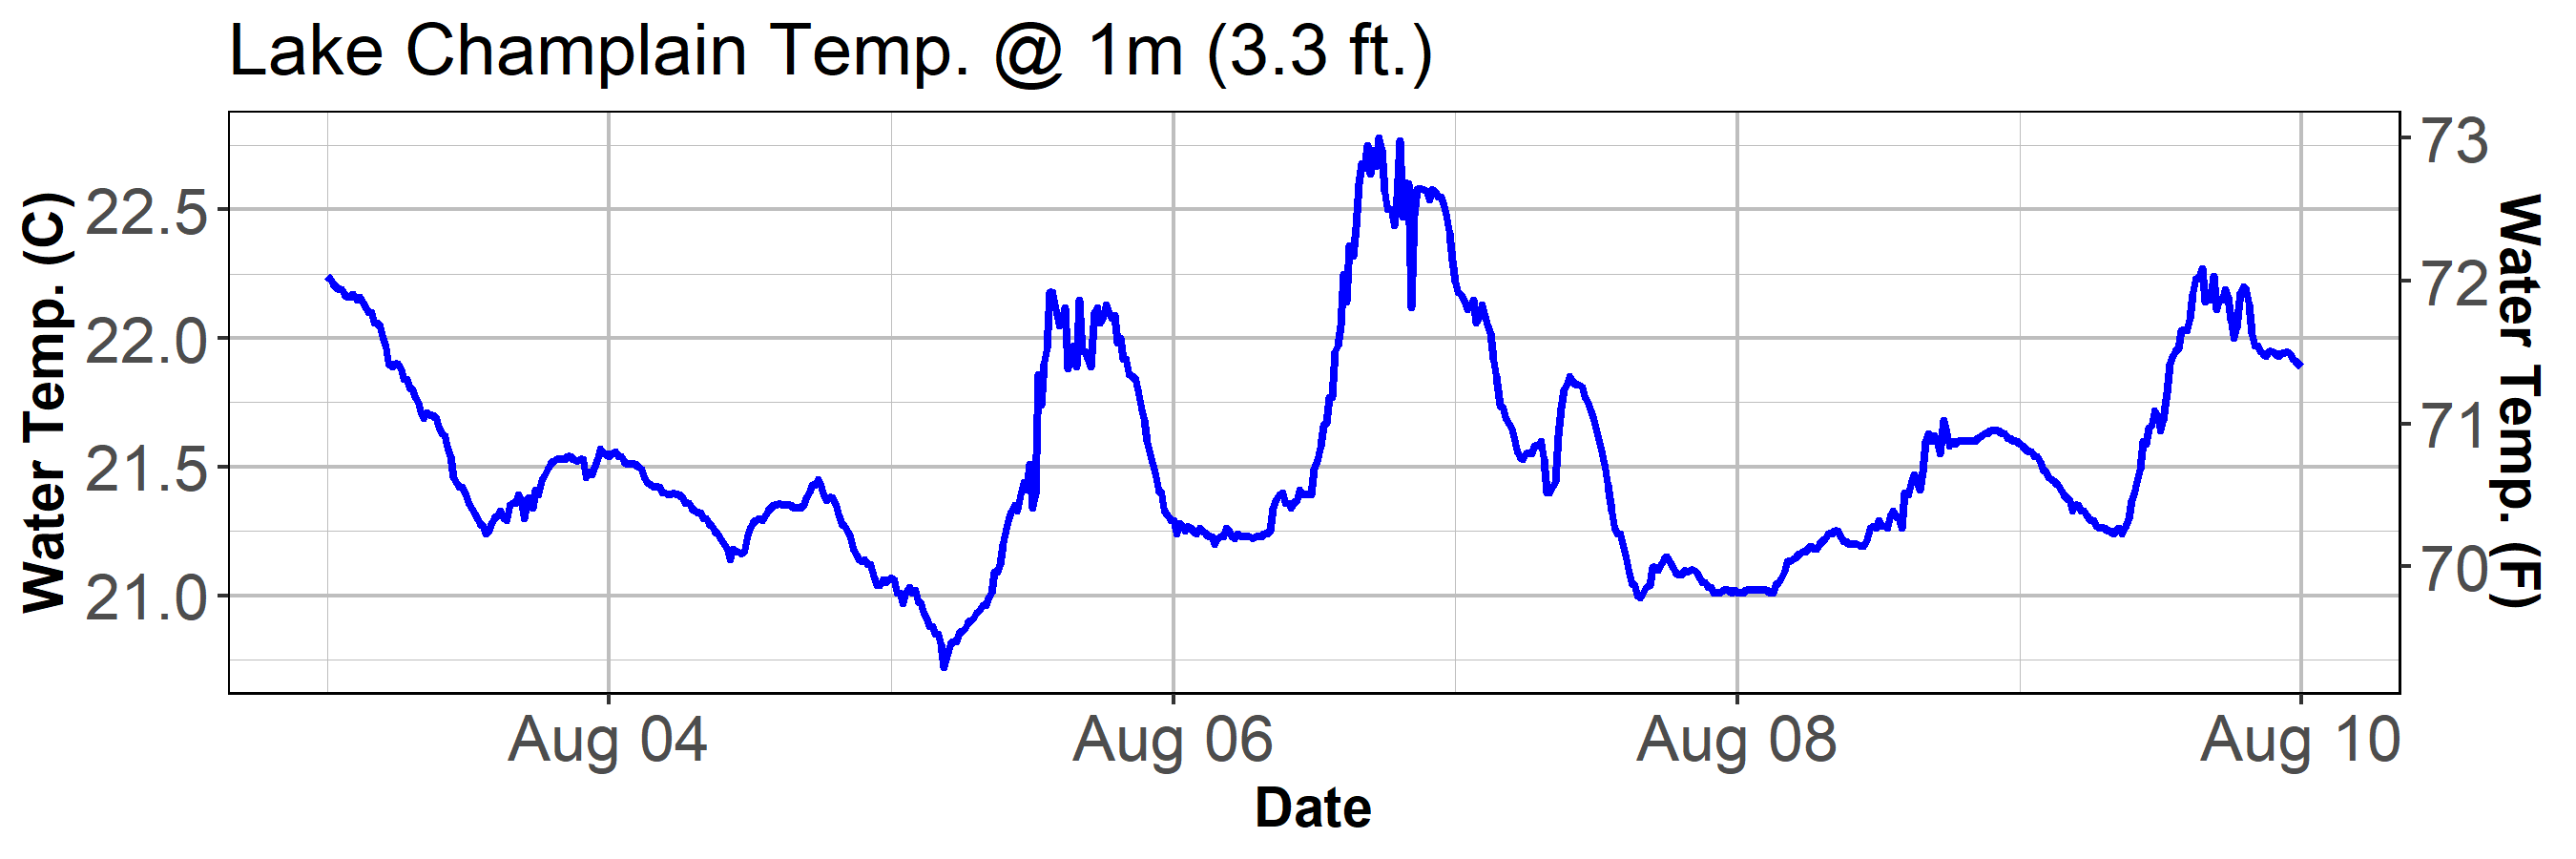 Lake Champlain Temp. @ 1m (3.3 ft.)
Water Temp. (C)
22.5
22.0
21.5
21.0
73
72
71
70
Water Temp. (F)
Aug 04
Aug 06
Aug 08
Aug 10
Date